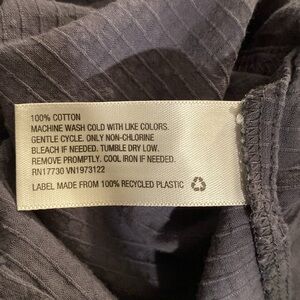 100% COTTON
MACHINE WASH COLD WITH LIKE COLORS.
GENTLE CYCLE. ONLY NON-CHLORINE
BLEACH IF NEEDED. TUMBLE DRY LOW.
REMOVE PROMPTLY. COOL IRON IF NEEDED.
RN17730 VN1973122
LABEL MADE FROM 100% RECYCLED PLASTIC